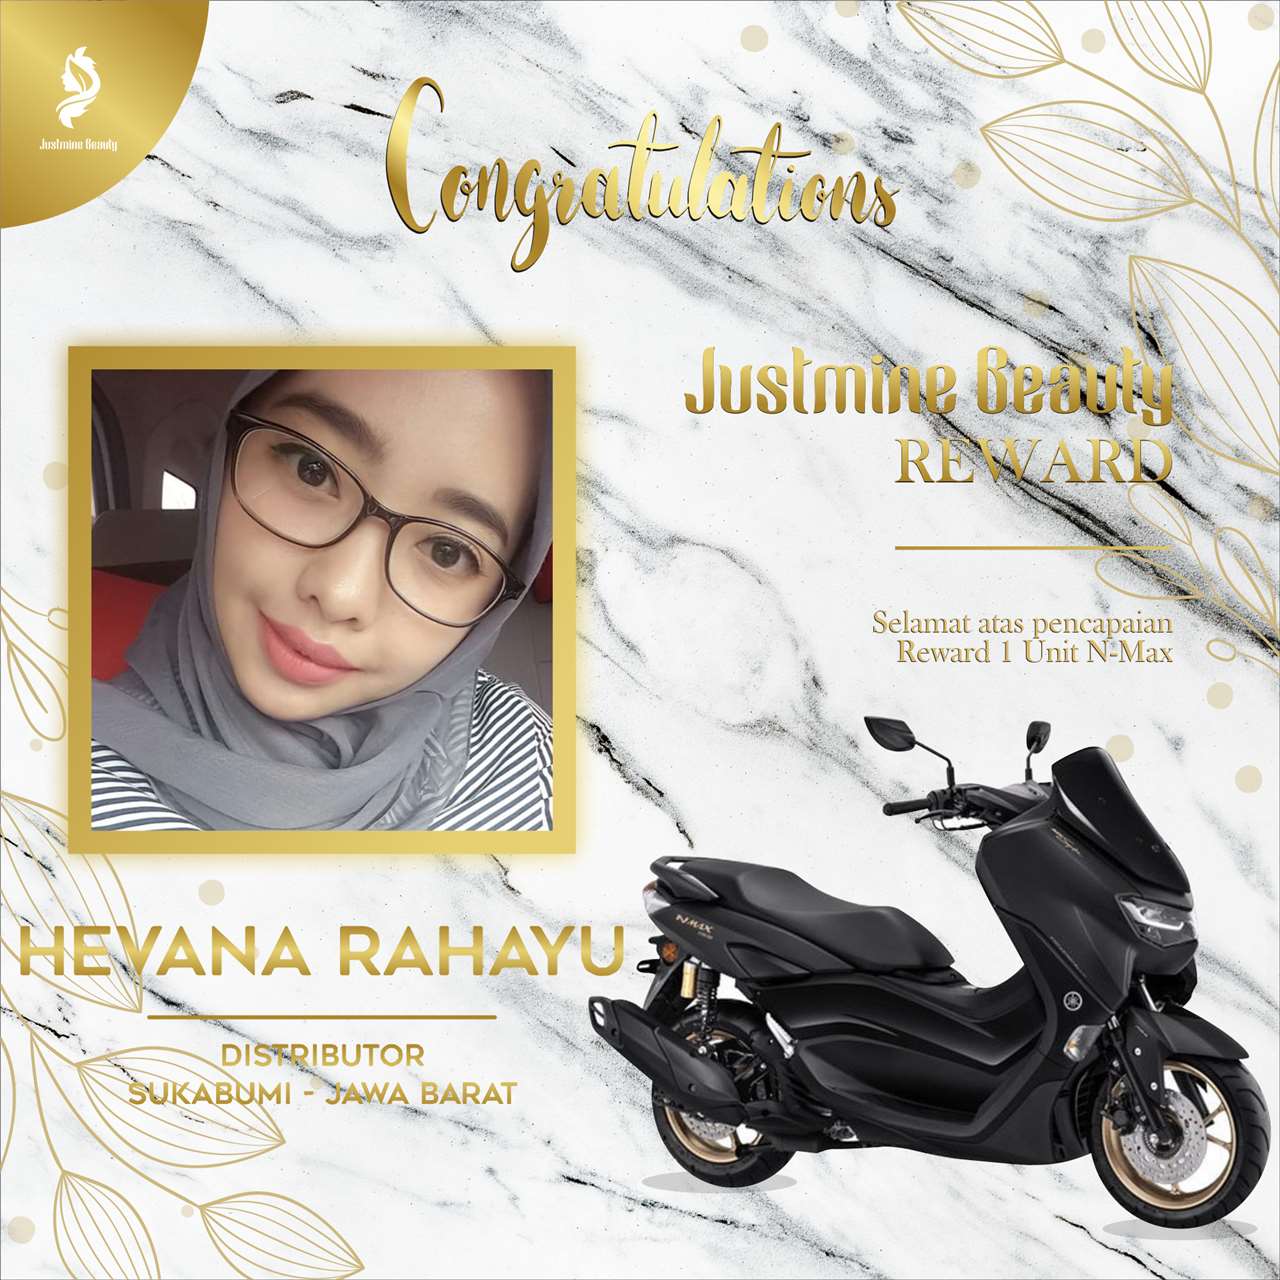 Justmine Beauty
Congratulations
Justmine Beauty
REWARD
Selamat atas pencapaian
Reward 1 Unit N-Max
HEVANA RAHAYU
DISTRIBUTOR
SUKABUMI - JAWA BARAT
N-MAX